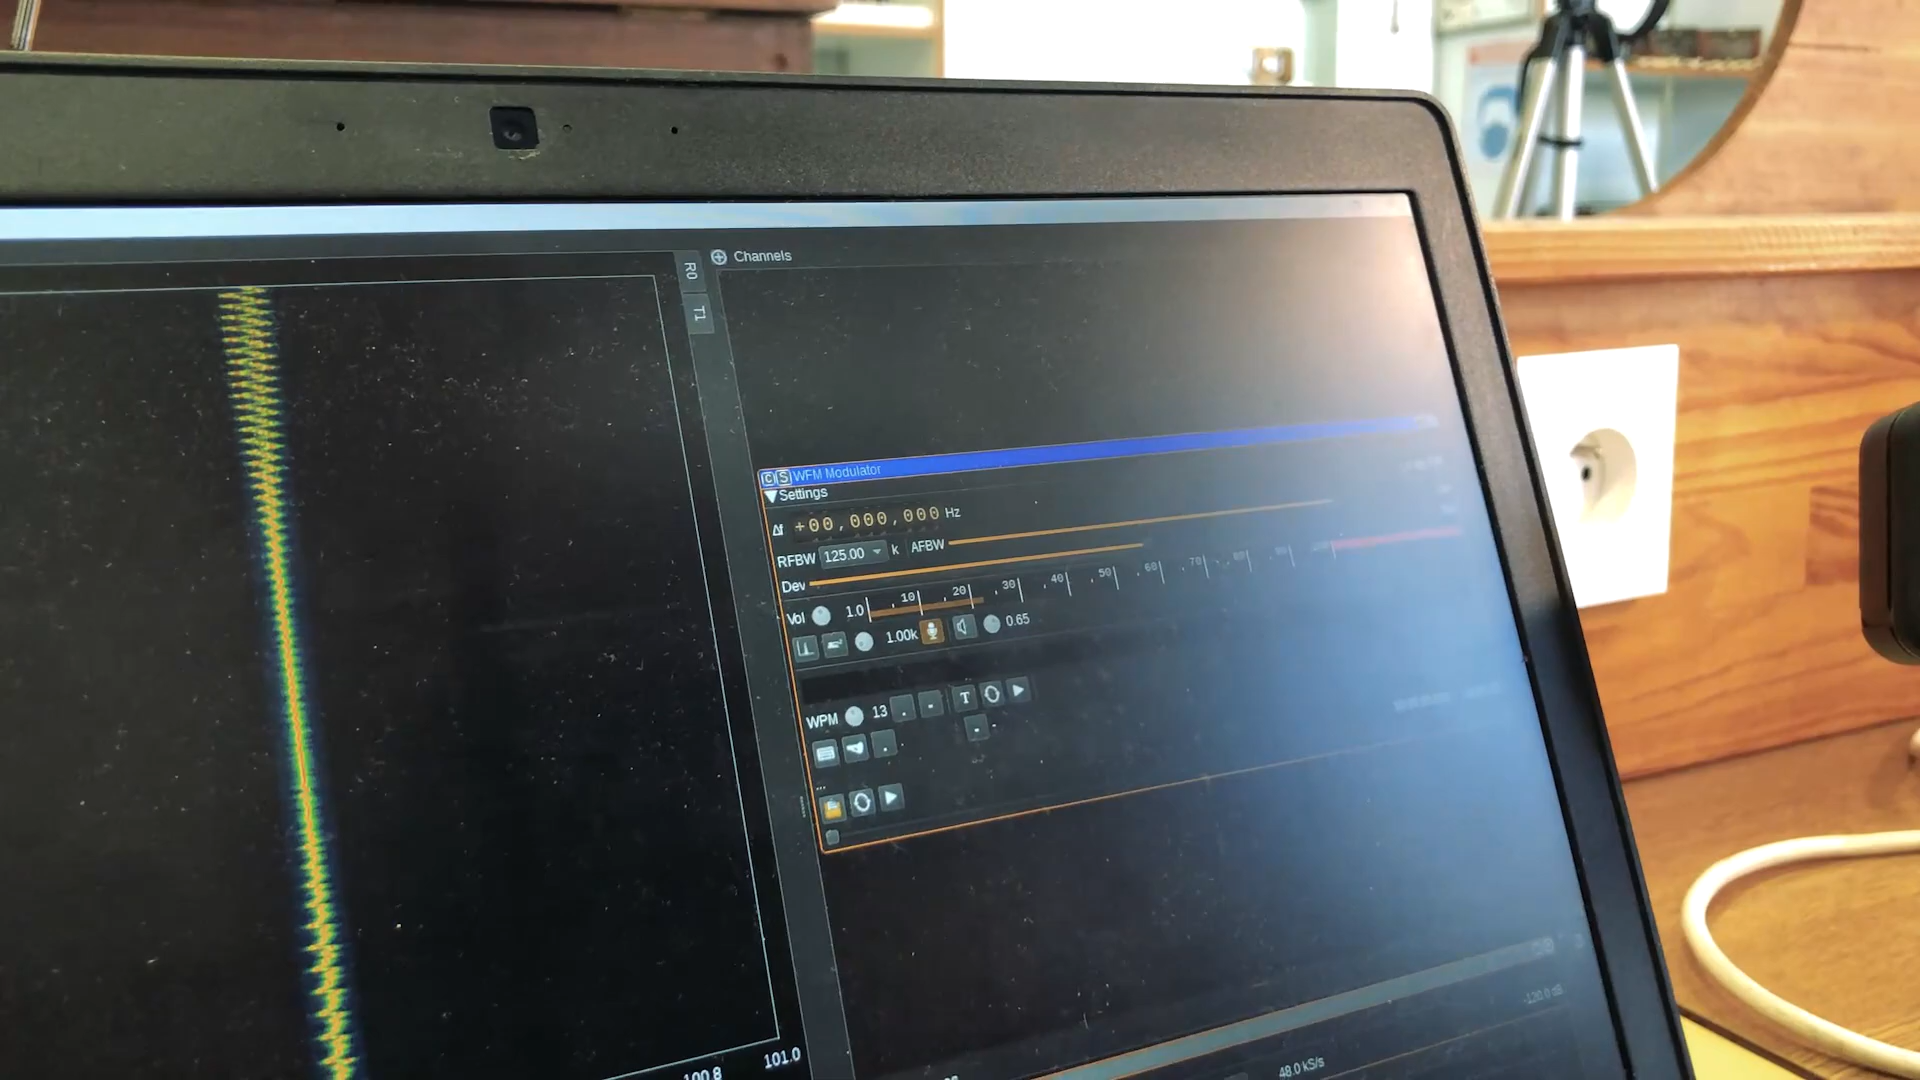 R0
T1
Channels
C S WFM Modulator
Settings
Δf +00,000,000 Hz
RFBW 125.00 k AFBW
Dev
Vol 1.0 10 20 30 40 50 60 70
1.00k 0.65
WPM 13 . - T
.
-
...
101.0
100.8
48.0 kS/s